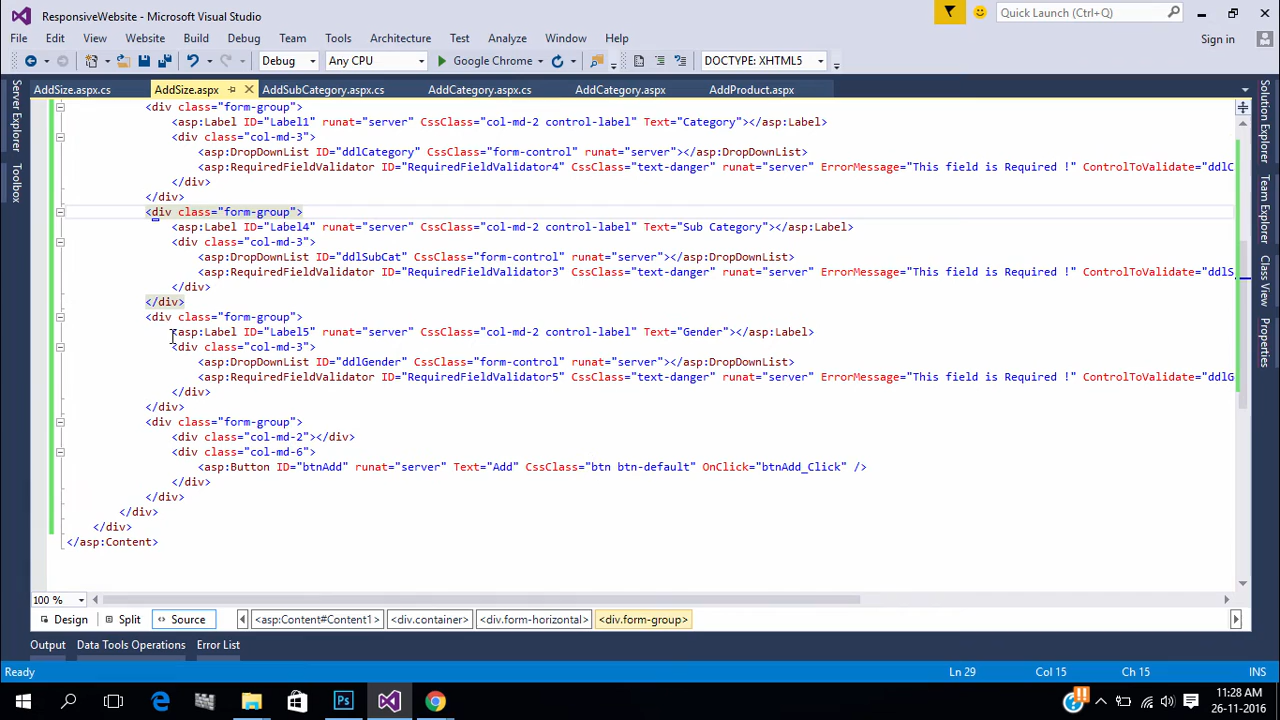 ResponsiveWebsite - Microsoft Visual Studio
Quick Launch (Ctrl+Q)
File Edit View Website Build Debug Team Tools Architecture Test Analyze Window Help
Sign in
Debug Any CPU Google Chrome DOCTYPE: XHTML5
AddSize.aspx.cs AddSize.aspx AddSubCategory.aspx.cs AddCategory.aspx.cs AddCategory.aspx AddProduct.aspx
Server Explorer
Toolbox
Solution Explorer
Team Explorer
Class View
Properties
<div class="form-group">
<asp:Label ID="Label1" runat="server" CssClass="col-md-2 control-label" Text="Category"></asp:Label>
<div class="col-md-3">
<asp:DropDownList ID="ddlCategory" CssClass="form-control" runat="server"></asp:DropDownList>
<asp:RequiredFieldValidator ID="RequiredFieldValidator4" CssClass="text-danger" runat="server" ErrorMessage="This field is Required !" ControlToValidate="ddlC
</div>
</div>
<div class="form-group">
<asp:Label ID="Label4" runat="server" CssClass="col-md-2 control-label" Text="Sub Category"></asp:Label>
<div class="col-md-3">
<asp:DropDownList ID="ddlSubCat" CssClass="form-control" runat="server"></asp:DropDownList>
<asp:RequiredFieldValidator ID="RequiredFieldValidator3" CssClass="text-danger" runat="server" ErrorMessage="This field is Required !" ControlToValidate="ddlS
</div>
</div>
<div class="form-group">
<asp:Label ID="Label5" runat="server" CssClass="col-md-2 control-label" Text="Gender"></asp:Label>
<div class="col-md-3">
<asp:DropDownList ID="ddlGender" CssClass="form-control" runat="server"></asp:DropDownList>
<asp:RequiredFieldValidator ID="RequiredFieldValidator5" CssClass="text-danger" runat="server" ErrorMessage="This field is Required !" ControlToValidate="ddlG
</div>
</div>
<div class="form-group">
<div class="col-md-2"></div>
<div class="col-md-6">
<asp:Button ID="btnAdd" runat="server" Text="Add" CssClass="btn btn-default" OnClick="btnAdd_Click" />
</div>
</div>
</div>
</div>
</asp:Content>
100 %
Design Split Source <asp:Content#Content1> <div.container> <div.form-horizontal> <div.form-group>
Output Data Tools Operations Error List
Ready Ln 29 Col 15 Ch 15 INS
11:28 AM
26-11-2016